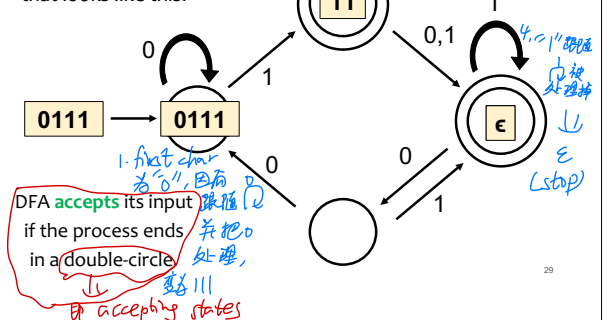 that looks like this:
11
0
1
0,1
1
4. "1" 跟随
被
处理掉
ε
(stop)
0111
0111
ϵ
0
0
1
1. first char
为"0", 因而
跟随
并把0
处理,
变为111
DFA accepts its input
if the process ends
in a double-circle
即 accepting states
29